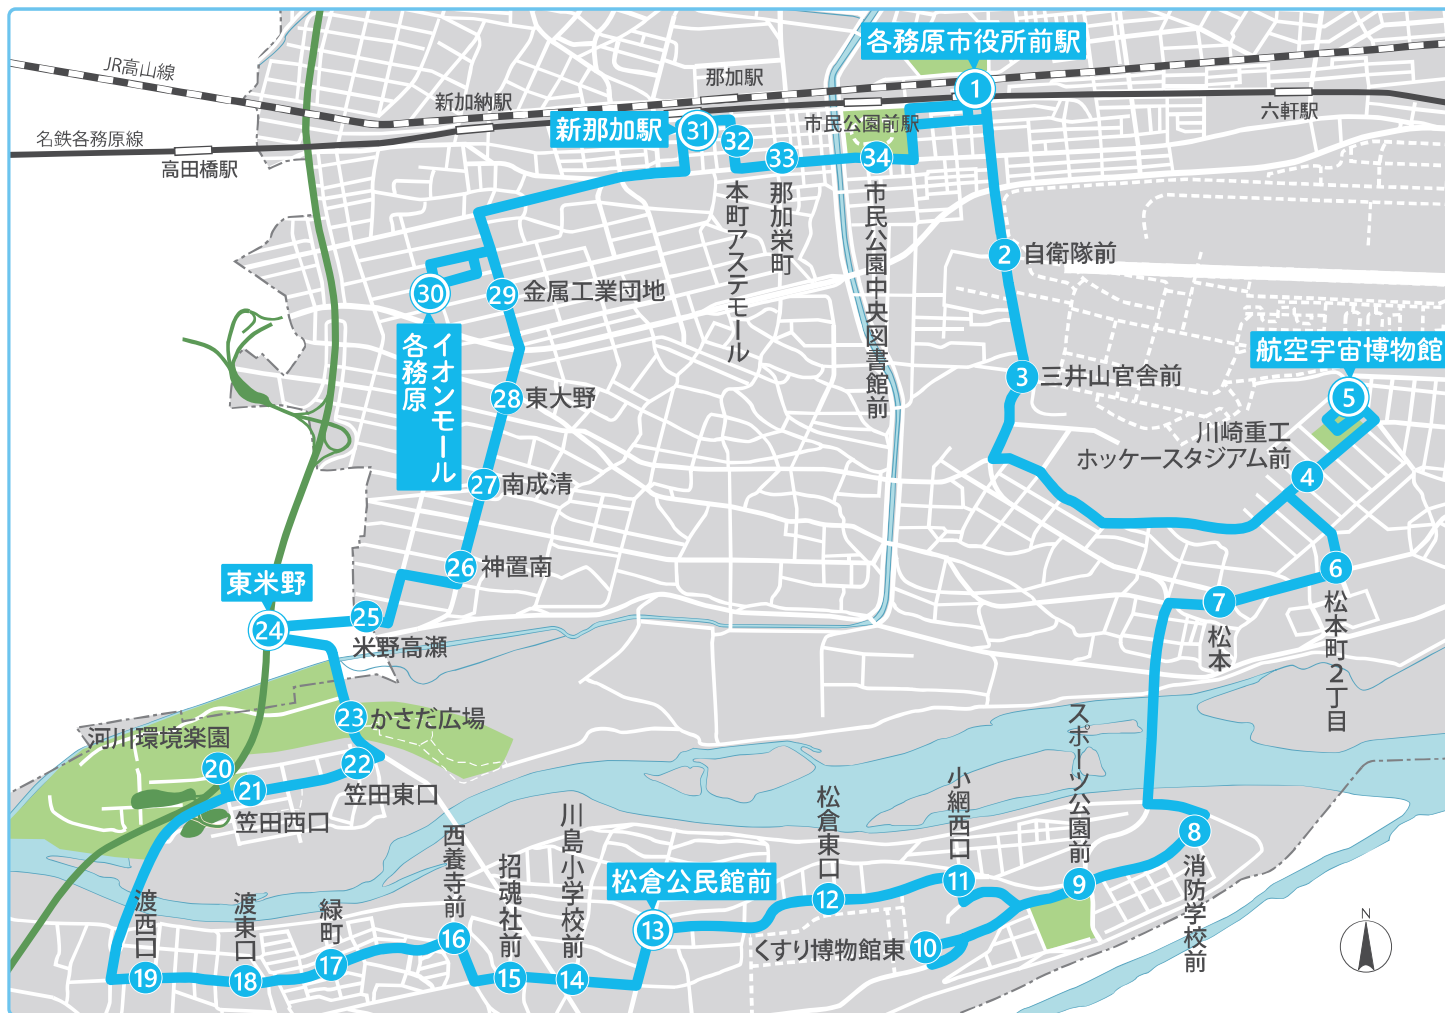 各務原市役所前駅
1
JR高山線
那加駅
新加納駅
名鉄各務原線
高田橋駅
新那加駅
31
市民公園前駅
六軒駅
32
本町アステモール
33
那加栄町
34
市民公園中央図書館前
2
自衛隊前
30
イオンモール
各務原
29
金属工業団地
3
三井山官舎前
航空宇宙博物館
5
28
東大野
川崎重工
ホッケースタジアム前
4
27
南成清
26
神置南
6
松本町2丁目
7
松本
東米野
24
25
米野高瀬
23
かさだ広場
河川環境楽園
20
21
笠田西口
22
笠田東口
8
消防学校前
スポーツ公園前
9
10
くすり博物館東
小網西口
11
松倉東口
12
松倉公民館前
13
川島小学校前
14
招魂社前
15
西養寺前
16
緑町
17
渡東口
18
渡西口
19
N